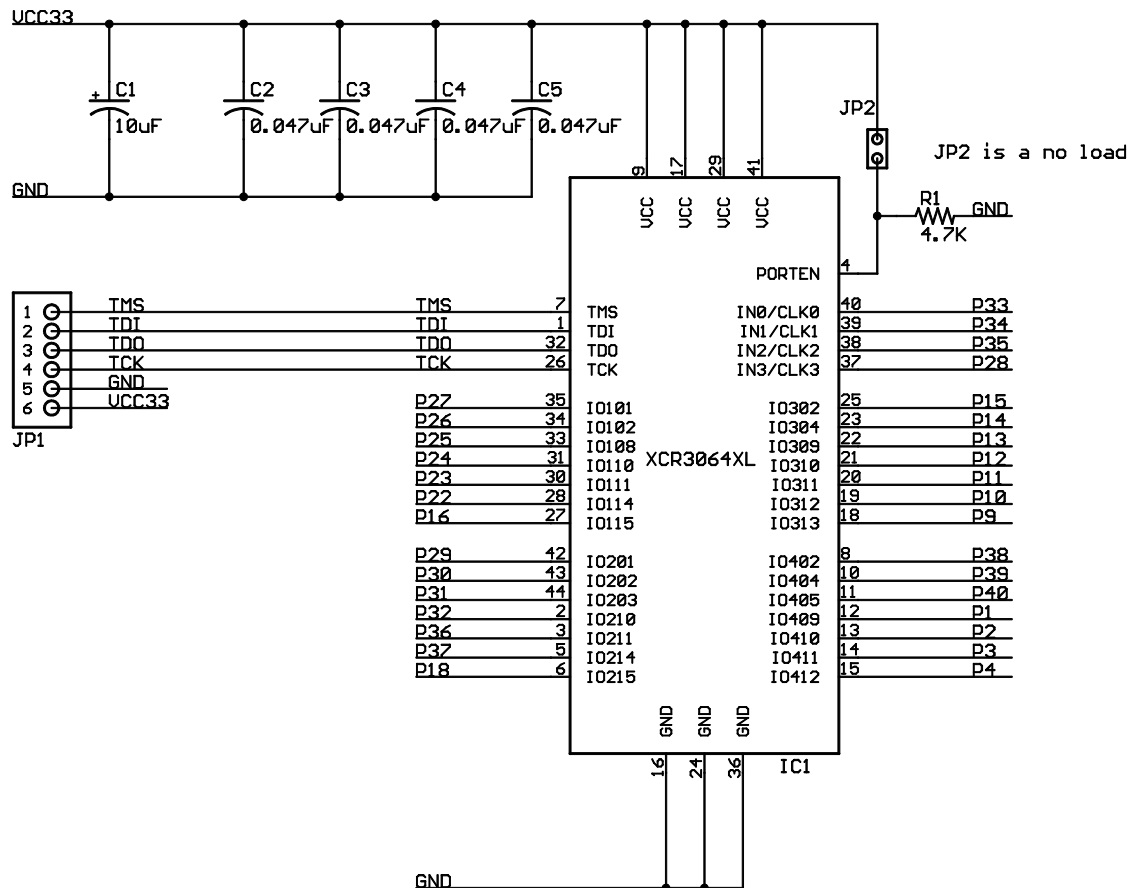 VCC33
+ C1 C2 C3 C4 C5
10uF 0.047uF 0.047uF 0.047uF 0.047uF
JP2
JP2 is a no load
GND
9 17 29 41
VCC VCC VCC VCC
R1
GND
4.7K
PORTEN 4
1 TMS TMS 7 TMS IN0/CLK0 40 P33
2 TDI TDI 1 TDI IN1/CLK1 39 P34
3 TDO TDO 32 TDO IN2/CLK2 38 P35
4 TCK TCK 26 TCK IN3/CLK3 37 P28
5 GND
6 VCC33
JP1
P27 35 IO101 IO302 25 P15
P26 34 IO102 IO304 23 P14
P25 33 IO108 IO309 22 P13
P24 31 IO110 XCR3064XL IO310 21 P12
P23 30 IO111 IO311 20 P11
P22 28 IO114 IO312 19 P10
P16 27 IO115 IO313 18 P9
P29 42 IO201 IO402 8 P38
P30 43 IO202 IO404 10 P39
P31 44 IO203 IO405 11 P40
P32 2 IO210 IO409 12 P1
P36 3 IO211 IO410 13 P2
P37 5 IO214 IO411 14 P3
P18 6 IO215 IO412 15 P4
GND GND GND
16 24 36
IC1
GND